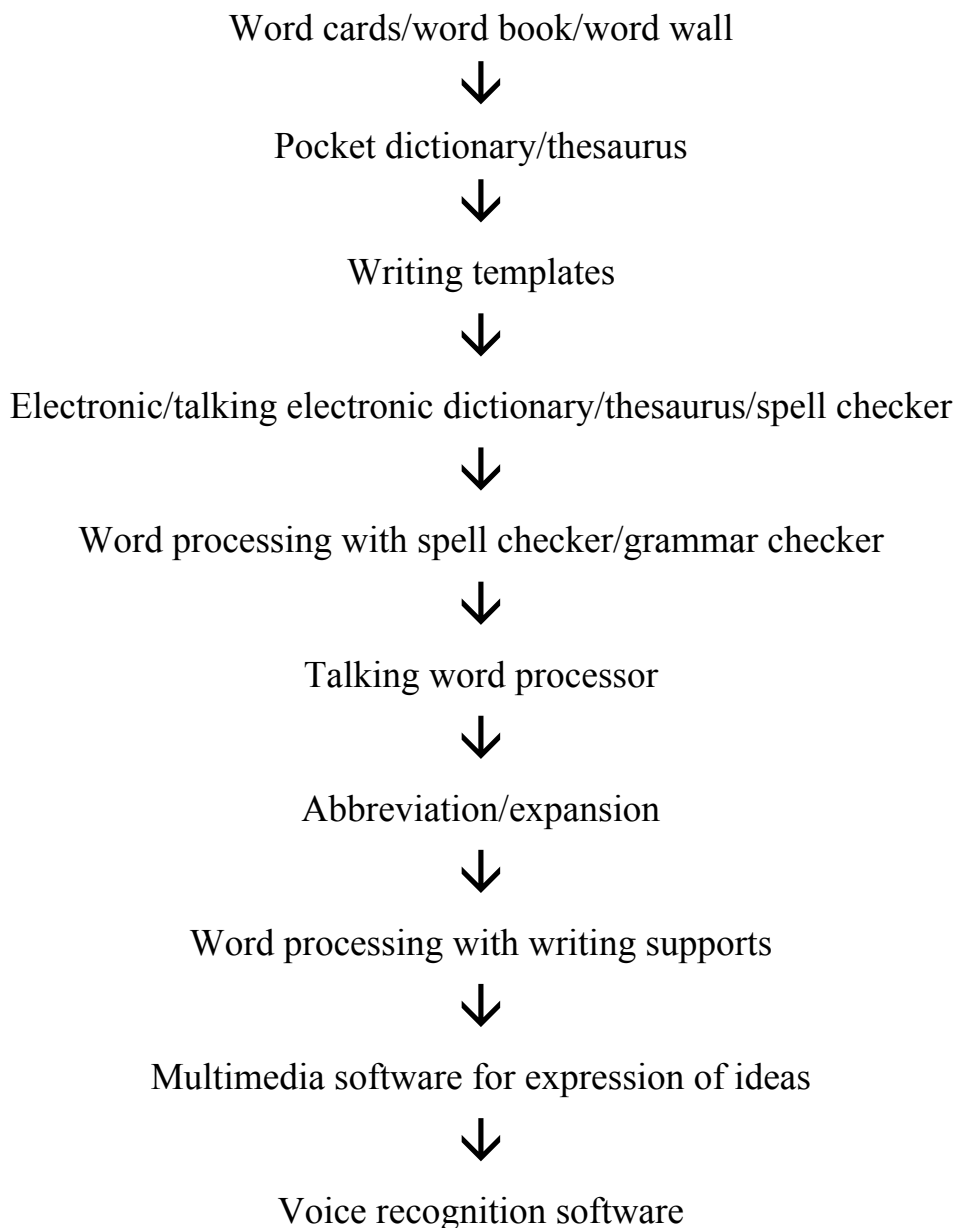 Word cards/word book/word wall
Pocket dictionary/thesaurus
Writing templates
Electronic/talking electronic dictionary/thesaurus/spell checker
Word processing with spell checker/grammar checker
Talking word processor
Abbreviation/expansion
Word processing with writing supports
Multimedia software for expression of ideas
Voice recognition software